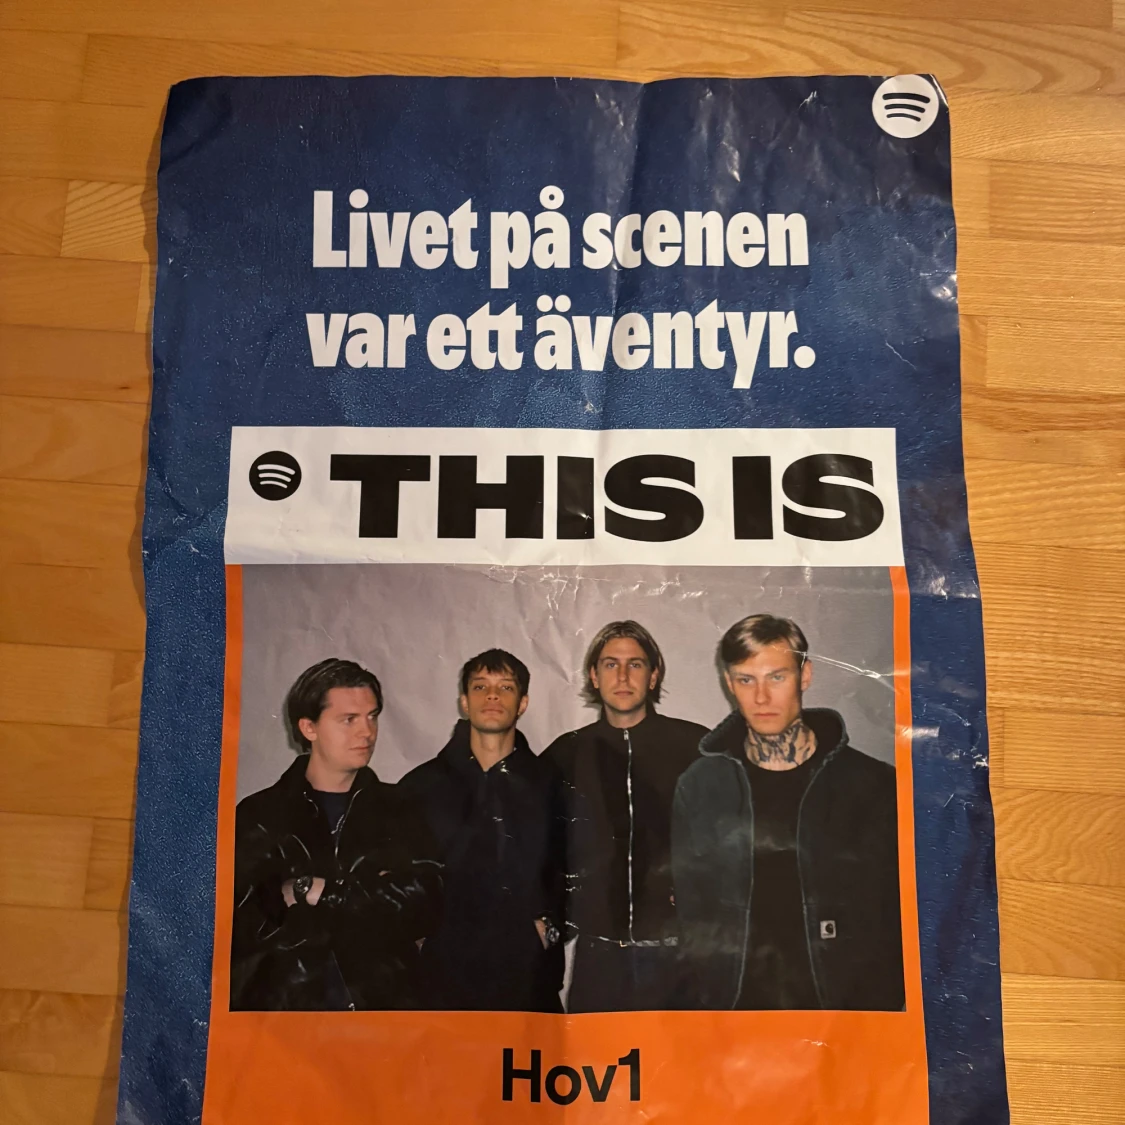 Livet på scenen
var ett äventyr.
THIS IS
Hov1